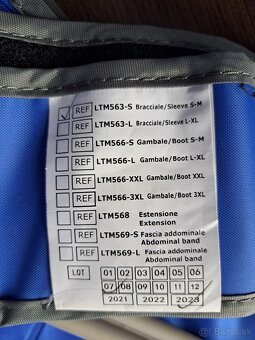 REF LTM563-S Bracciale/Sleeve S-M
REF LTM563-L Bracciale/Sleeve L-XL
REF LTM566-S Gambale/Boot S-M
REF LTM566-L Gambale/Boot L-XL
REF LTM566-XXL Gambale/Boot XXL
REF LTM566-3XL Gambale/Boot 3XL
REF LTM568 Estensione
Extension
REF LTM569-S Fascia addominale
Abdominal band
REF LTM569-L Fascia addominale
Abdominal band
LOT 01 02 03 04 05 06
07 08 09 10 11 12
2021 2022 2023
bazos.sk